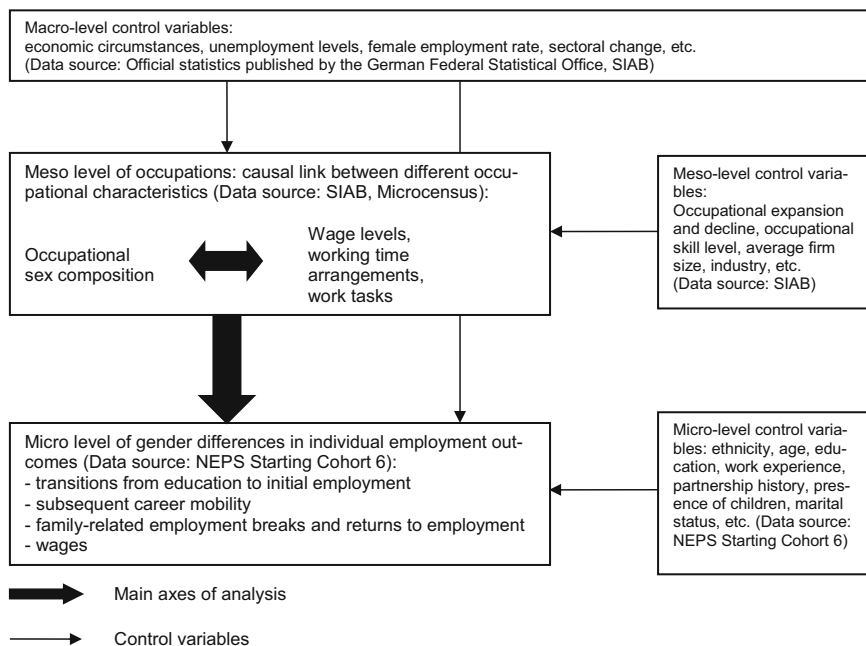 Macro-level control variables:
economic circumstances, unemployment levels, female employment rate, sectoral change, etc.
(Data source: Official statistics published by the German Federal Statistical Office, SIAB)
Meso level of occupations: causal link between different occu-
pational characteristics (Data source: SIAB, Microcensus):
Occupational
sex composition
Wage levels,
working time
arrangements,
work tasks
Meso-level control varia-
bles:
Occupational expansion
and decline, occupational
skill level, average firm
size, industry, etc.
(Data source: SIAB)
Micro level of gender differences in individual employment out-
comes (Data source: NEPS Starting Cohort 6):
- transitions from education to initial employment
- subsequent career mobility
- family-related employment breaks and returns to employment
- wages
Micro-level control varia-
bles: ethnicity, age, edu-
cation, work experience,
partnership history, pres-
ence of children, marital
status, etc. (Data source:
NEPS Starting Cohort 6)
Main axes of analysis
Control variables